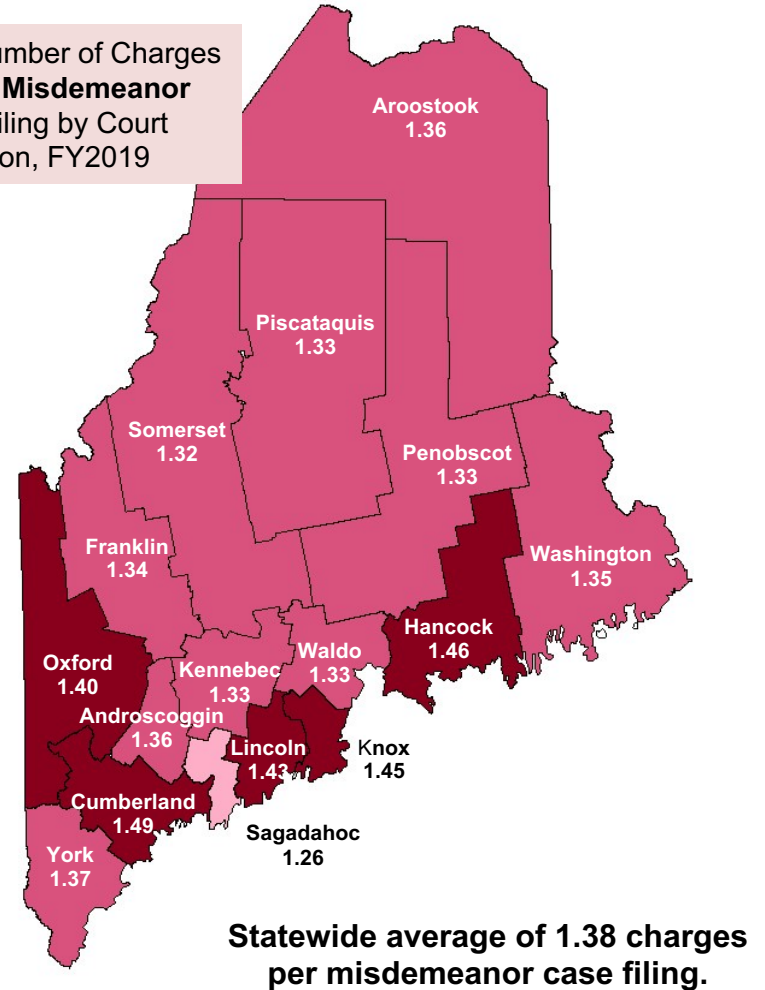 umber of Charges
Misdemeanor
iling by Court
on, FY2019
Aroostook
1.36
Piscataquis
1.33
Somerset
1.32
Penobscot
1.33
Franklin
1.34
Washington
1.35
Hancock
1.46
Oxford
1.40
Kennebec
1.33
Waldo
1.33
Androscoggin
1.36
Lincoln
1.43
Knox
1.45
Cumberland
1.49
Sagadahoc
1.26
York
1.37
Statewide average of 1.38 charges
per misdemeanor case filing.